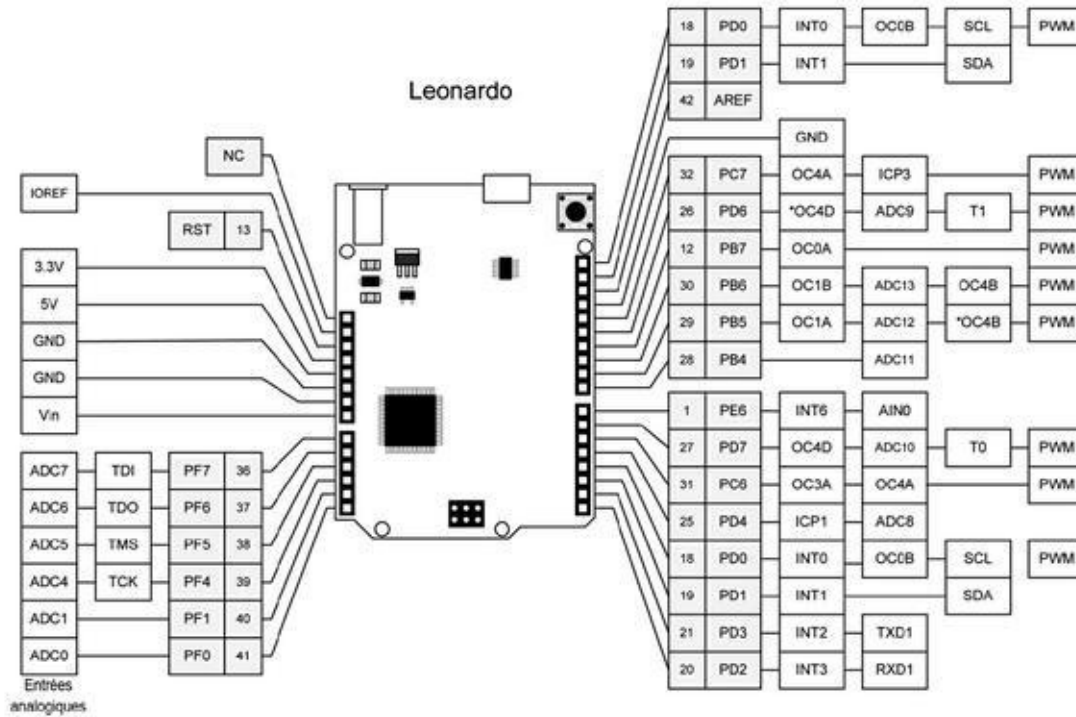 Leonardo
NC
IOREF
RST 13
3.3V
5V
GND
GND
Vin
ADC7 TDI PF7 36
ADC6 TDO PF6 37
ADC5 TMS PF5 38
ADC4 TCK PF4 39
ADC1 PF1 40
ADC0 PF0 41
Entrées
analogiques
18 PD0 INT0 OC0B SCL PWM
19 PD1 INT1 SDA
42 AREF
GND
32 PC7 OC4A ICP3 PWM
26 PD6 *OC4D ADC9 T1 PWM
12 PB7 OC0A PWM
30 PB6 OC1B ADC13 OC4B PWM
29 PB5 OC1A ADC12 *OC4B PWM
28 PB4 ADC11
1 PE6 INT6 AIN0
27 PD7 OC4D ADC10 T0 PWM
31 PC6 OC3A OC4A PWM
25 PD4 ICP1 ADC8
18 PD0 INT0 OC0B SCL PWM
19 PD1 INT1 SDA
21 PD3 INT2 TXD1
20 PD2 INT3 RXD1